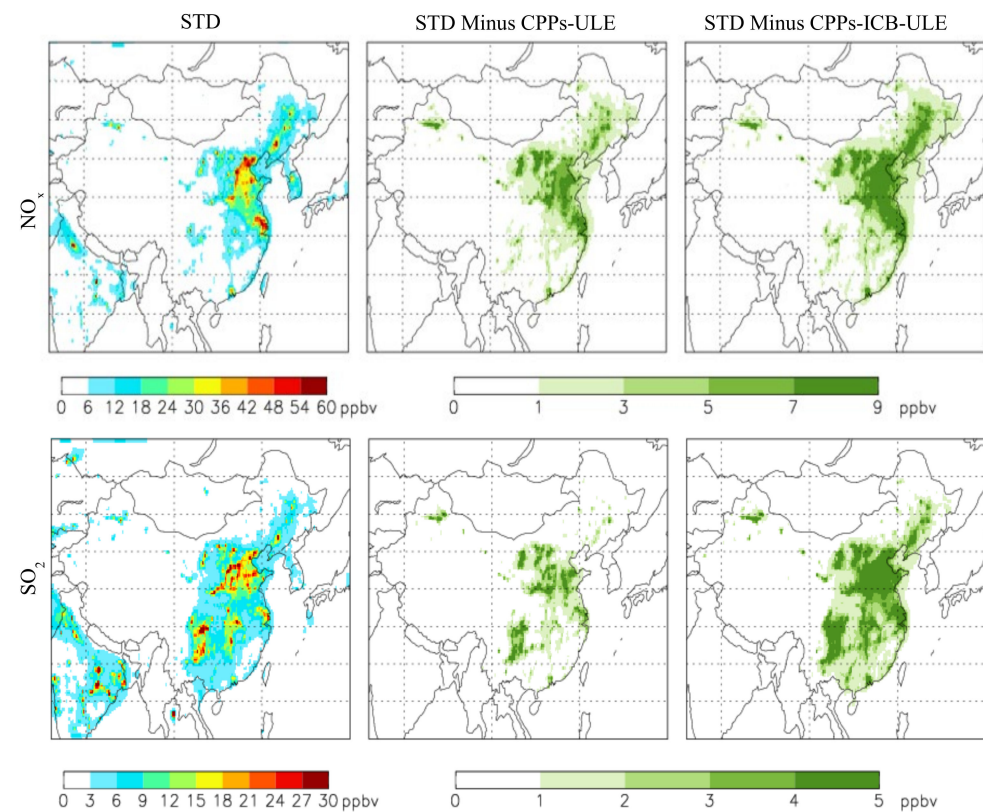 STD
STD Minus CPPs-ULE
STD Minus CPPs-ICB-ULE
NOx
0 6 12 18 24 30 36 42 48 54 60 ppbv
0 1 3 5 7 9 ppbv
SO2
0 3 6 9 12 15 18 21 24 27 30 ppbv
0 1 2 3 4 5 ppbv